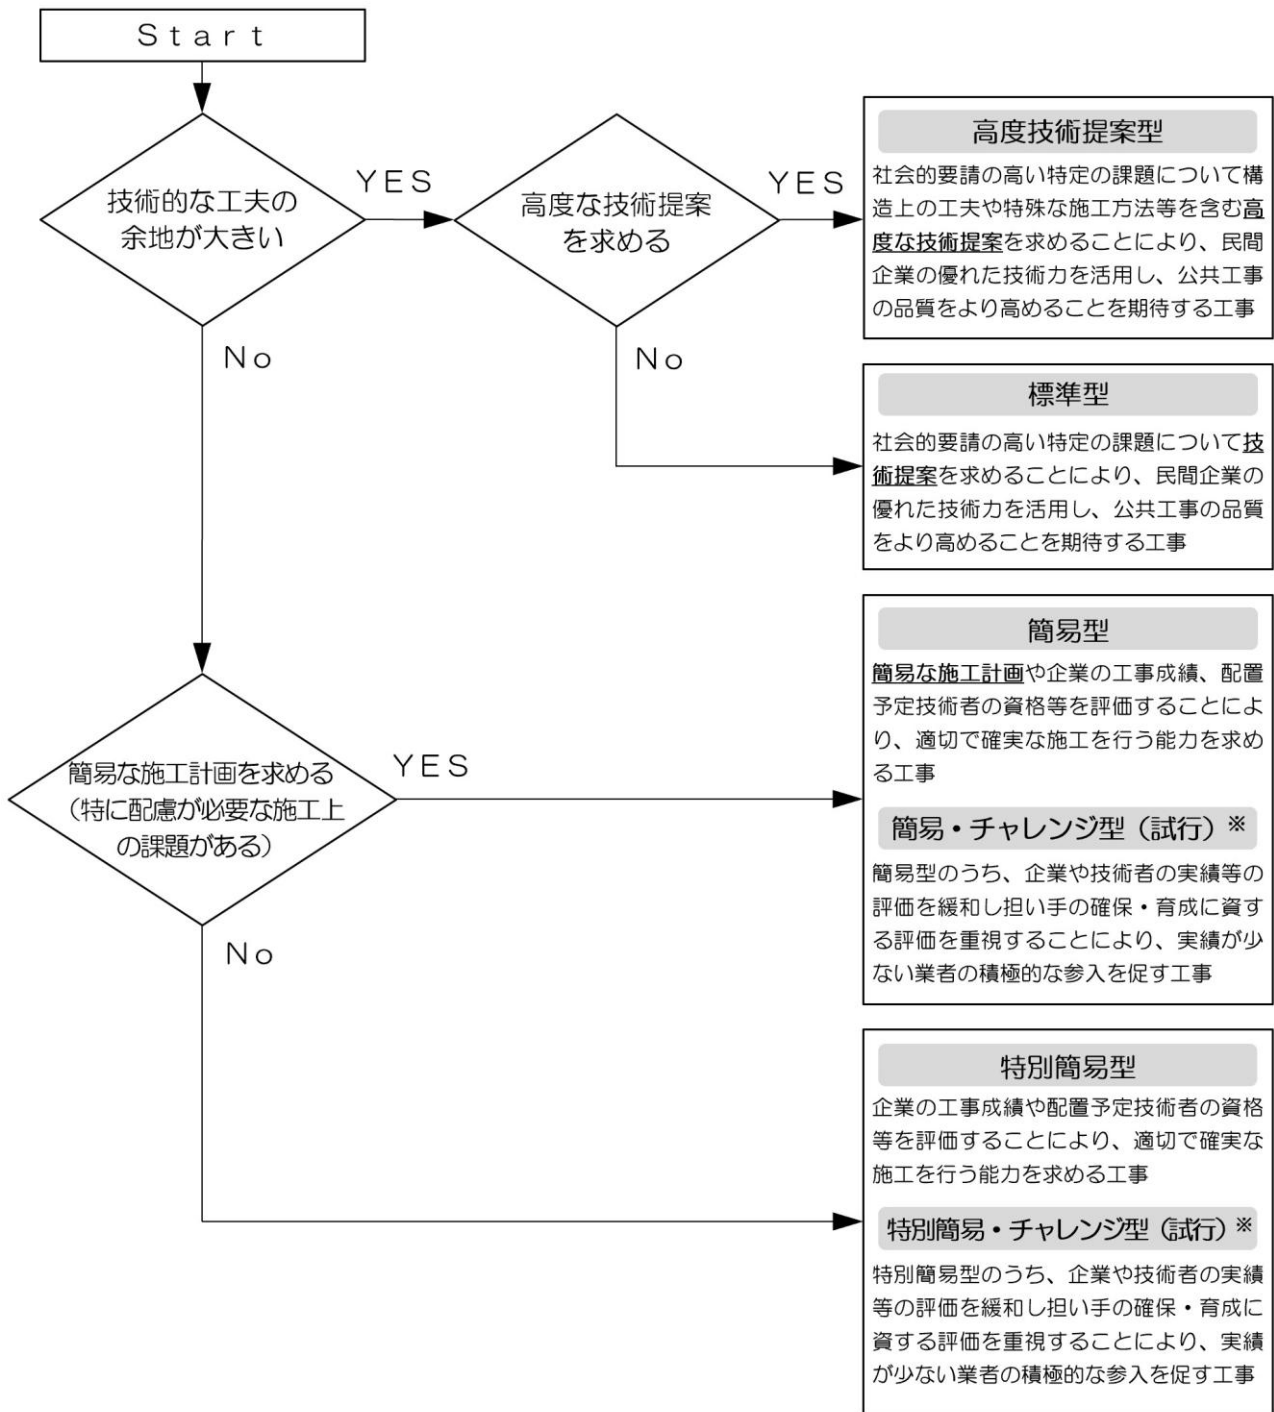 Start
技術的な工夫の
余地が大きい
YES
No
高度な技術提案
を求める
YES
No
高度技術提案型
社会的要請の高い特定の課題について構
造上の工夫や特殊な施工方法等を含む高
度な技術提案を求めることにより、民間
企業の優れた技術力を活用し、公共工事
の品質をより高めることを期待する工事
標準型
社会的要請の高い特定の課題について技
術提案を求めることにより、民間企業の
優れた技術力を活用し、公共工事の品質
をより高めることを期待する工事
簡易な施工計画を求める
（特に配慮が必要な施工上
の課題がある）
YES
No
簡易型
簡易な施工計画や企業の工事成績、配置
予定技術者の資格等を評価することによ
り、適切で確実な施工を行う能力を求め
る工事
簡易・チャレンジ型（試行）※
簡易型のうち、企業や技術者の実績等の
評価を緩和し担い手の確保・育成に資す
る評価を重視することにより、実績が少
ない業者の積極的な参入を促す工事
特別簡易型
企業の工事成績や配置予定技術者の資格
等を評価することにより、適切で確実な
施工を行う能力を求める工事
特別簡易・チャレンジ型（試行）※
特別簡易型のうち、企業や技術者の実績
等の評価を緩和し担い手の確保・育成に
資する評価を重視することにより、実績
が少ない業者の積極的な参入を促す工事